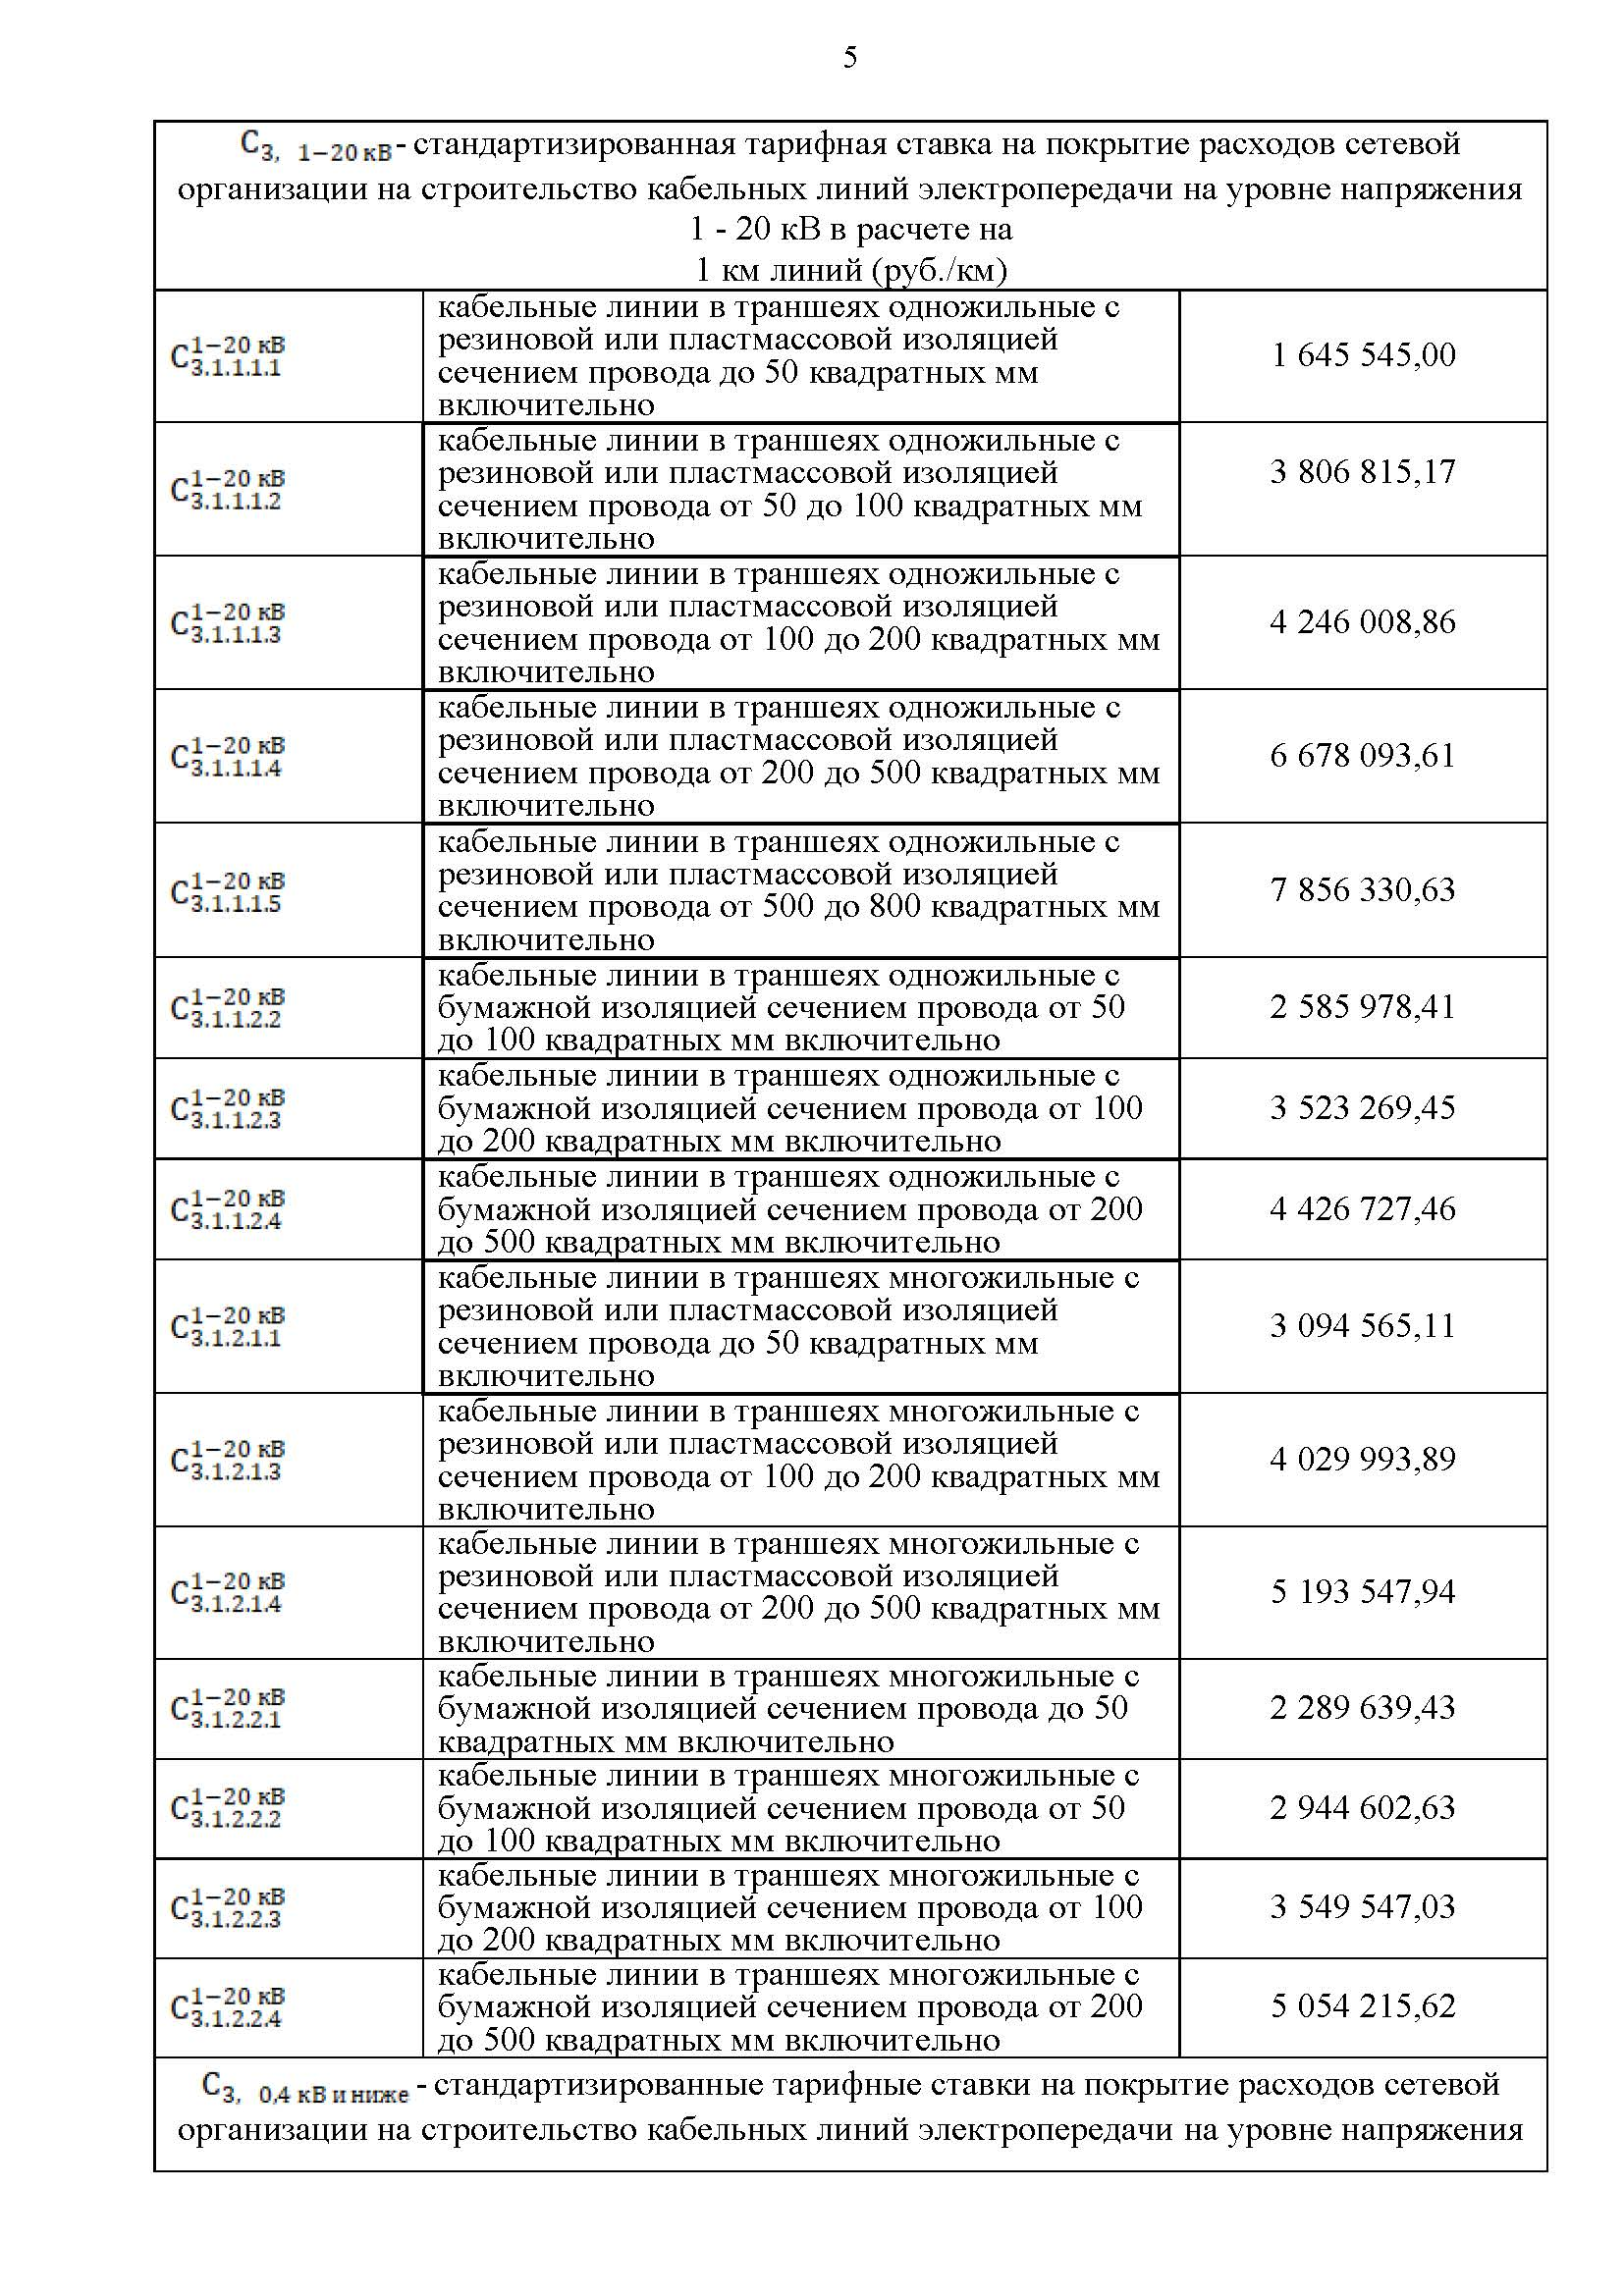 5
С3, 1−20 кВ - стандартизированная тарифная ставка на покрытие расходов сетевой
организации на строительство кабельных линий электропередачи на уровне напряжения
1 - 20 кВ в расчете на
1 км линий (руб./км)
С 1−20 кВ 3.1.1.1.1
кабельные линии в траншеях одножильные с
резиновой или пластмассовой изоляцией
сечением провода до 50 квадратных мм
включительно
1 645 545,00
С 1−20 кВ 3.1.1.1.2
кабельные линии в траншеях одножильные с
резиновой или пластмассовой изоляцией
сечением провода от 50 до 100 квадратных мм
включительно
3 806 815,17
С 1−20 кВ 3.1.1.1.3
кабельные линии в траншеях одножильные с
резиновой или пластмассовой изоляцией
сечением провода от 100 до 200 квадратных мм
включительно
4 246 008,86
С 1−20 кВ 3.1.1.1.4
кабельные линии в траншеях одножильные с
резиновой или пластмассовой изоляцией
сечением провода от 200 до 500 квадратных мм
включительно
6 678 093,61
С 1−20 кВ 3.1.1.1.5
кабельные линии в траншеях одножильные с
резиновой или пластмассовой изоляцией
сечением провода от 500 до 800 квадратных мм
включительно
7 856 330,63
С 1−20 кВ 3.1.1.2.2
кабельные линии в траншеях одножильные с
бумажной изоляцией сечением провода от 50
до 100 квадратных мм включительно
2 585 978,41
С 1−20 кВ 3.1.1.2.3
кабельные линии в траншеях одножильные с
бумажной изоляцией сечением провода от 100
до 200 квадратных мм включительно
3 523 269,45
С 1−20 кВ 3.1.1.2.4
кабельные линии в траншеях одножильные с
бумажной изоляцией сечением провода от 200
до 500 квадратных мм включительно
4 426 727,46
С 1−20 кВ 3.1.2.1.1
кабельные линии в траншеях многожильные с
резиновой или пластмассовой изоляцией
сечением провода до 50 квадратных мм
включительно
3 094 565,11
С 1−20 кВ 3.1.2.1.3
кабельные линии в траншеях многожильные с
резиновой или пластмассовой изоляцией
сечением провода от 100 до 200 квадратных мм
включительно
4 029 993,89
С 1−20 кВ 3.1.2.1.4
кабельные линии в траншеях многожильные с
резиновой или пластмассовой изоляцией
сечением провода от 200 до 500 квадратных мм
включительно
5 193 547,94
С 1−20 кВ 3.1.2.2.1
кабельные линии в траншеях многожильные с
бумажной изоляцией сечением провода до 50
квадратных мм включительно
2 289 639,43
С 1−20 кВ 3.1.2.2.2
кабельные линии в траншеях многожильные с
бумажной изоляцией сечением провода от 50
до 100 квадратных мм включительно
2 944 602,63
С 1−20 кВ 3.1.2.2.3
кабельные линии в траншеях многожильные с
бумажной изоляцией сечением провода от 100
до 200 квадратных мм включительно
3 549 547,03
С 1−20 кВ 3.1.2.2.4
кабельные линии в траншеях многожильные с
бумажной изоляцией сечением провода от 200
до 500 квадратных мм включительно
5 054 215,62
С3, 0,4 кВ и ниже - стандартизированные тарифные ставки на покрытие расходов сетевой
организации на строительство кабельных линий электропередачи на уровне напряжения